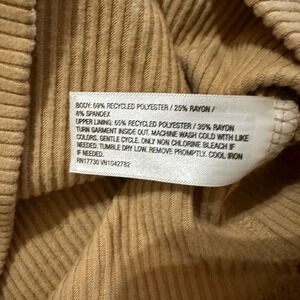 BODY: 69% RECYCLED POLYESTER / 25% RAYON /
6% SPANDEX
UPPER LINING: 65% RECYCLED POLYESTER / 35% RAYON
TURN GARMENT INSIDE OUT. MACHINE WASH COLD WITH LIKE
COLORS. GENTLE CYCLE. ONLY NON CHLORINE BLEACH IF
NEEDED. TUMBLE DRY LOW. REMOVE PROMPTLY. COOL IRON
IF NEEDED.
RN17730 VN1042782